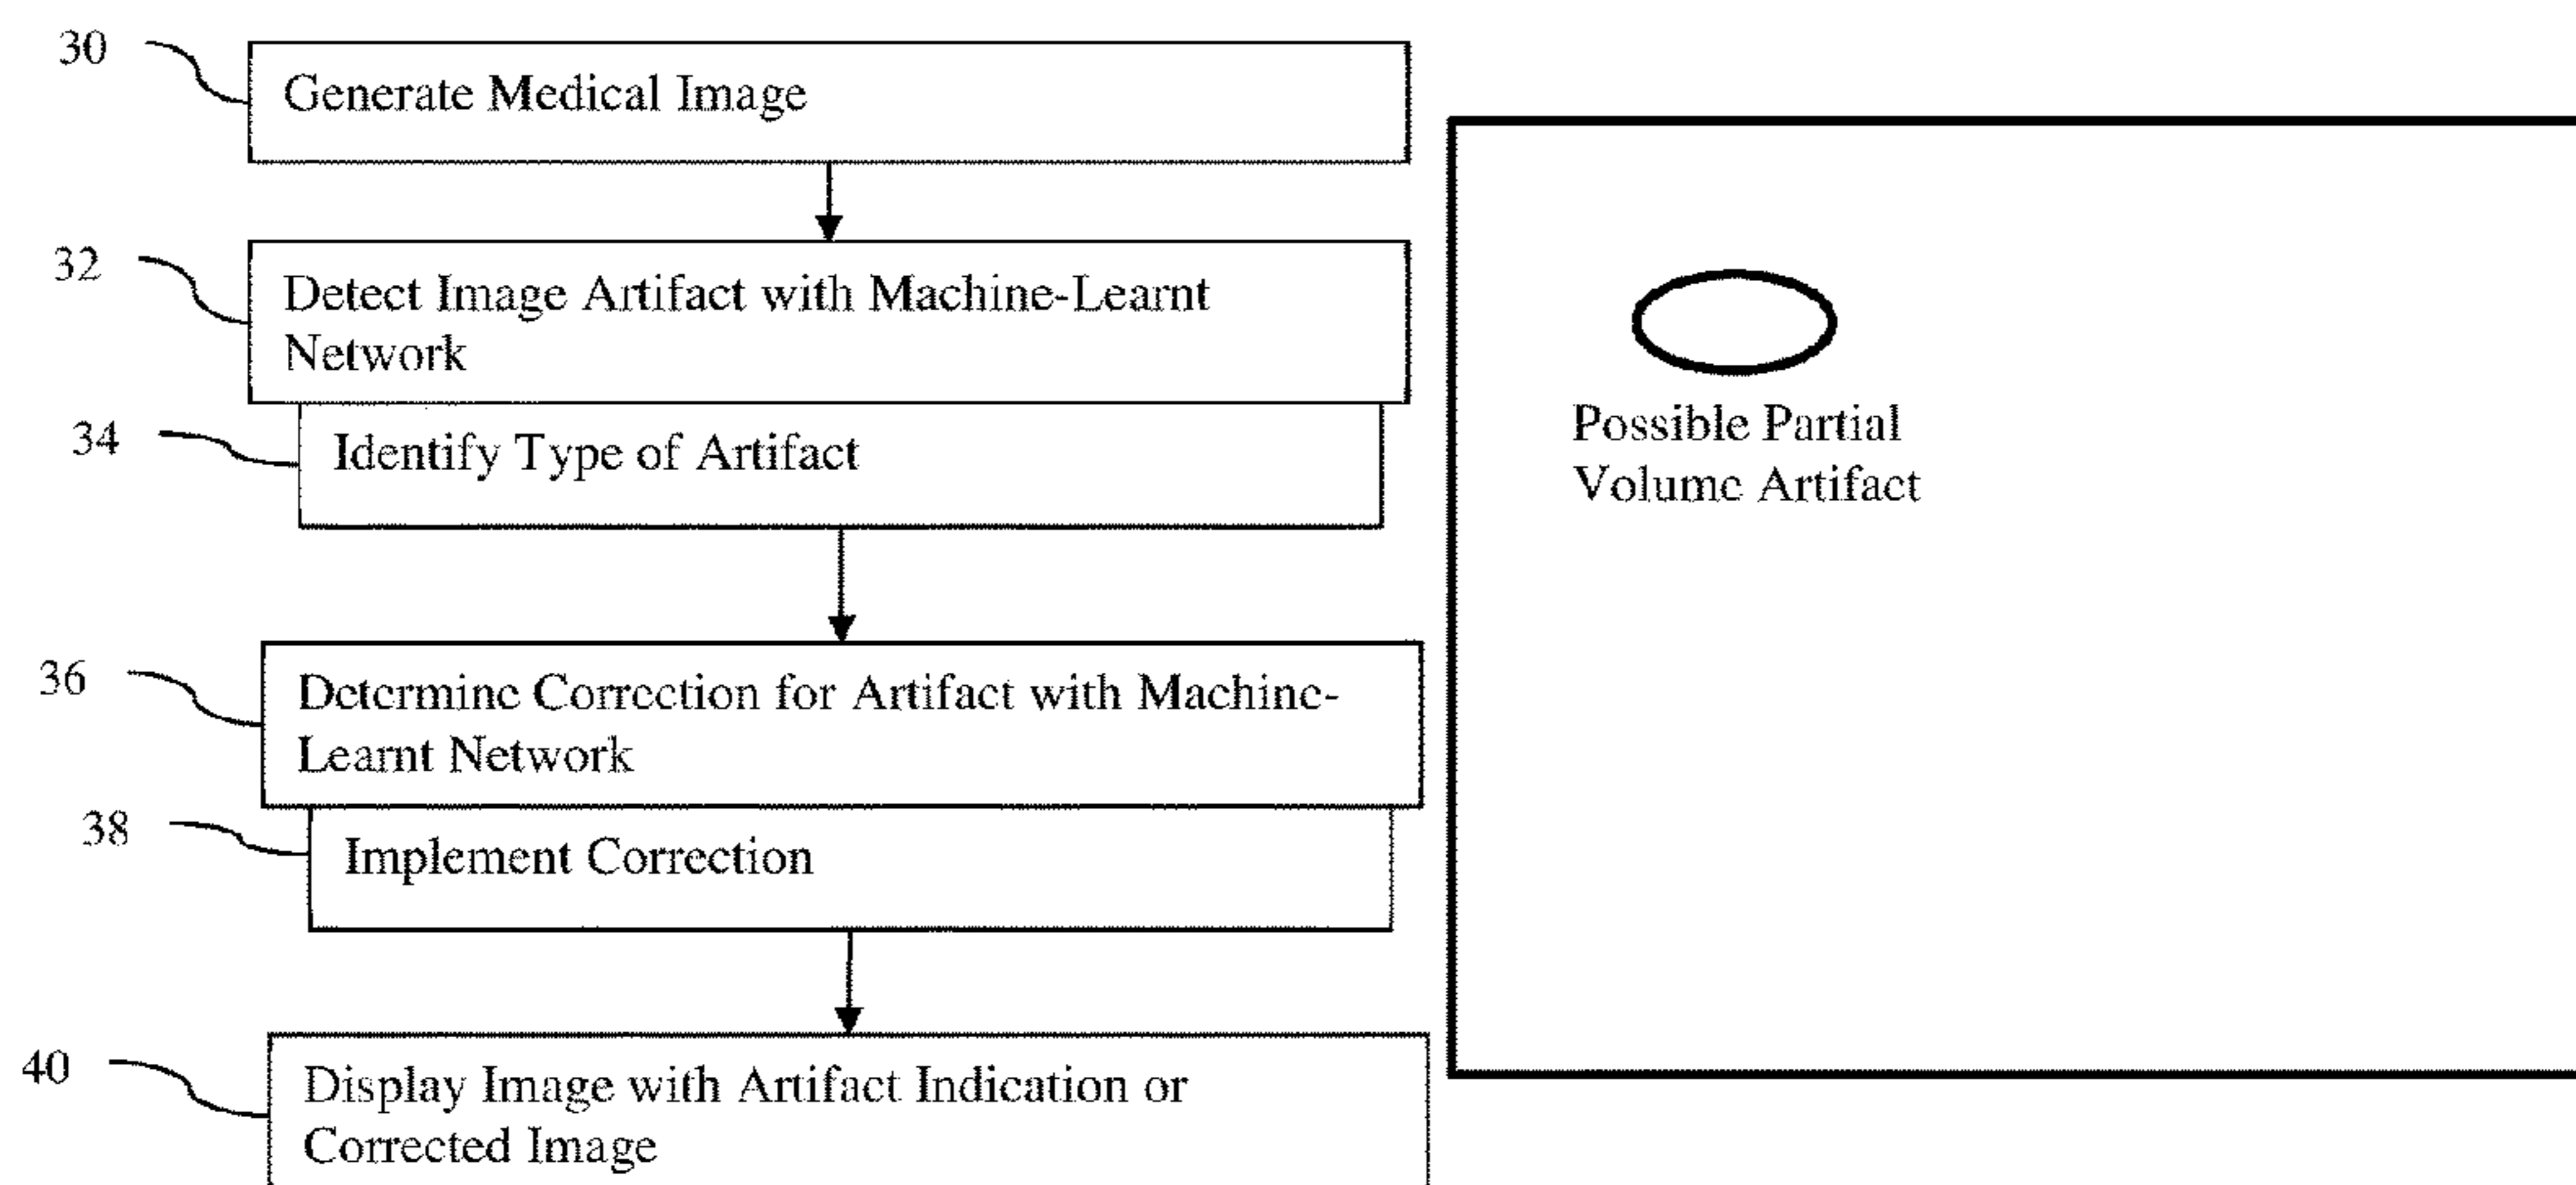 30
Generate Medical Image
32
Detect Image Artifact with Machine-Learnt
Network
34
Identify Type of Artifact
36
Determine Correction for Artifact with Machine-
Learnt Network
38
Implement Correction
40
Display Image with Artifact Indication or
Corrected Image
Possible Partial
Volume Artifact